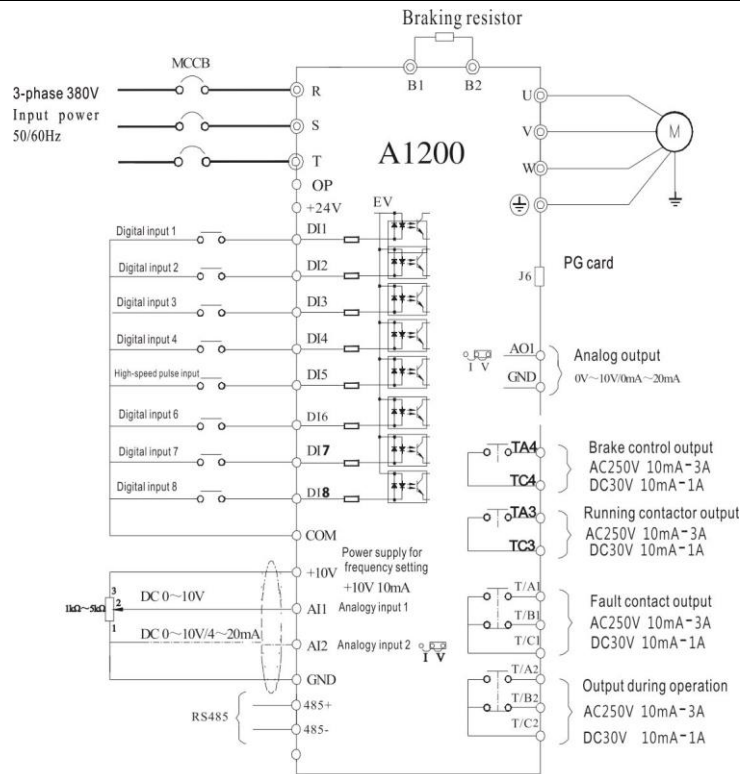 Braking resistor
MCCB
B1
B2
3-phase 380V
Input power
50/60Hz
R
S
T
A1200
U
V
W
M
OP
+24V
EV
Digital input 1
DI1
Digital input 2
DI2
Digital input 3
DI3
Digital input 4
DI4
High-speed pulse input
DI5
Digital input 6
DI6
Digital input 7
DI7
Digital input 8
DI8
COM
J6
PG card
I V
AO1
GND
Analog output
0V~10V/0mA~20mA
TA4
TC4
Brake control output
AC250V 10mA-3A
DC30V 10mA-1A
TA3
TC3
Running contactor output
AC250V 10mA-3A
DC30V 10mA-1A
Power supply for
frequency setting
+10V 10mA
+10V
3
DC 0~10V
1kΩ~5kΩ
2
AI1
Analogy input 1
1
DC 0~10V/4~20mA
AI2
Analogy input 2
I V
GND
RS485
485+
485-
T/A1
T/B1
T/C1
Fault contact output
AC250V 10mA-3A
DC30V 10mA-1A
T/A2
T/B2
T/C2
Output during operation
AC250V 10mA-3A
DC30V 10mA-1A